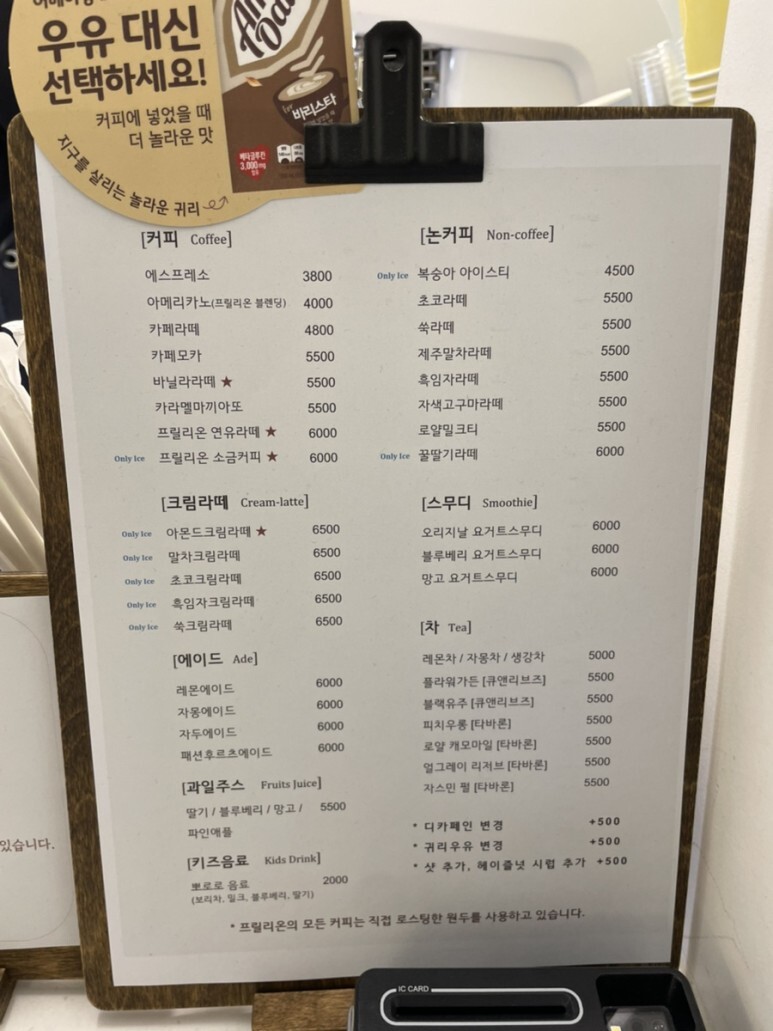 우유 대신
선택하세요!
커피에 넣었을 때
더 놀라운 맛
지구를 살리는 놀라운 귀리
바리스타
베타글루칸
3,000mg
[커피 Coffee]
에스프레소 3800
아메리카노(프릴리온 블렌딩) 4000
카페라떼 4800
카페모카 5500
바닐라라떼 ★ 5500
카라멜마끼아또 5500
프릴리온 연유라떼 ★ 6000
Only Ice 프릴리온 소금커피 ★ 6000
[크림라떼 Cream-latte]
Only Ice 아몬드크림라떼 ★ 6500
Only Ice 말차크림라떼 6500
Only Ice 초코크림라떼 6500
Only Ice 흑임자크림라떼 6500
Only Ice 쑥크림라떼 6500
[에이드 Ade]
레몬에이드 6000
자몽에이드 6000
자두에이드 6000
패션후르츠에이드 6000
[과일주스 Fruits Juice]
딸기 / 블루베리 / 망고 / 5500
파인애플
[키즈음료 Kids Drink]
뽀로로 음료 2000
(보리차, 밀크, 블루베리, 딸기)
[논커피 Non-coffee]
Only Ice 복숭아 아이스티 4500
초코라떼 5500
쑥라떼 5500
제주말차라떼 5500
흑임자라떼 5500
자색고구마라떼 5500
로얄밀크티 5500
Only Ice 꿀딸기라떼 6000
[스무디 Smoothie]
오리지날 요거트스무디 6000
블루베리 요거트스무디 6000
망고 요거트스무디 6000
[차 Tea]
레몬차 / 자몽차 / 생강차 5000
플라워가든 [큐앤리브즈] 5500
블랙유주 [큐앤리브즈] 5500
피치우롱 [타바론] 5500
로얄 캐모마일 [타바론] 5500
얼그레이 리저브 [타바론] 5500
자스민 펄 [타바론] 5500
* 디카페인 변경 +500
* 귀리우유 변경 +500
* 샷 추가, 헤이즐넛 시럽 추가 +500
* 프릴리온의 모든 커피는 직접 로스팅한 원두를 사용하고 있습니다.
있습니다.
IC CARD